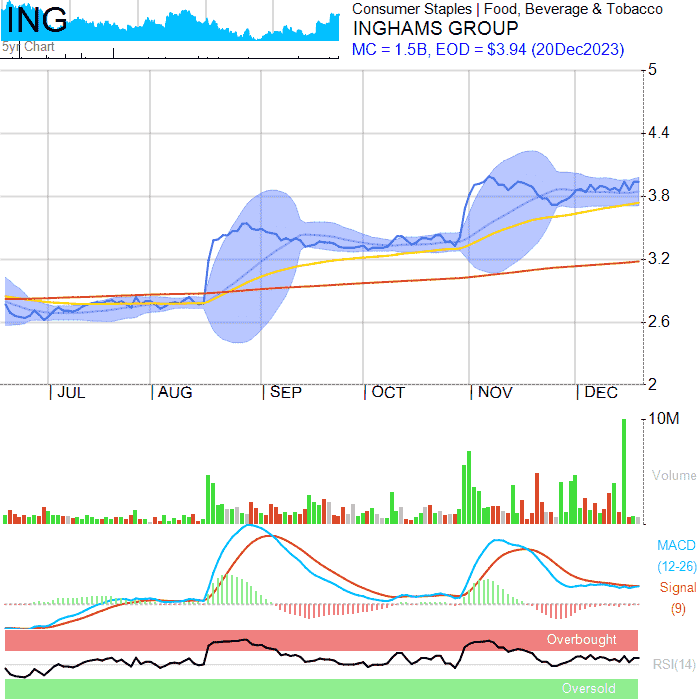 ING
5yr Chart
Consumer Staples | Food, Beverage & Tobacco
INGHAMS GROUP
MC = 1.5B, EOD = $3.94 (20Dec2023)
5
4.4
3.8
3.2
2.6
2
JUL AUG SEP OCT NOV DEC
10M
Volume
MACD
(12-26)
Signal
(9)
Overbought
RSI(14)
Oversold